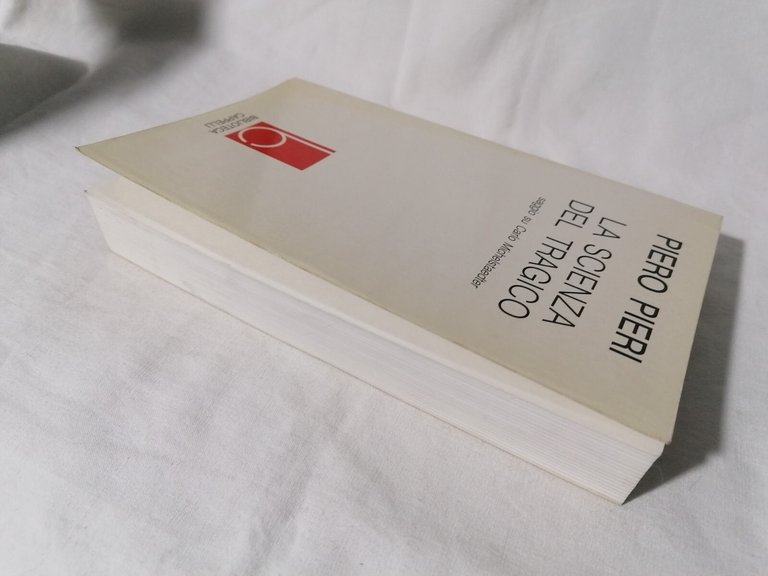 PIERO PIERI
LA SCIENZA
DEL TRAGICO
saggio su Carlo Michelstaedter
BIBLIOTECA
CAPPELLI